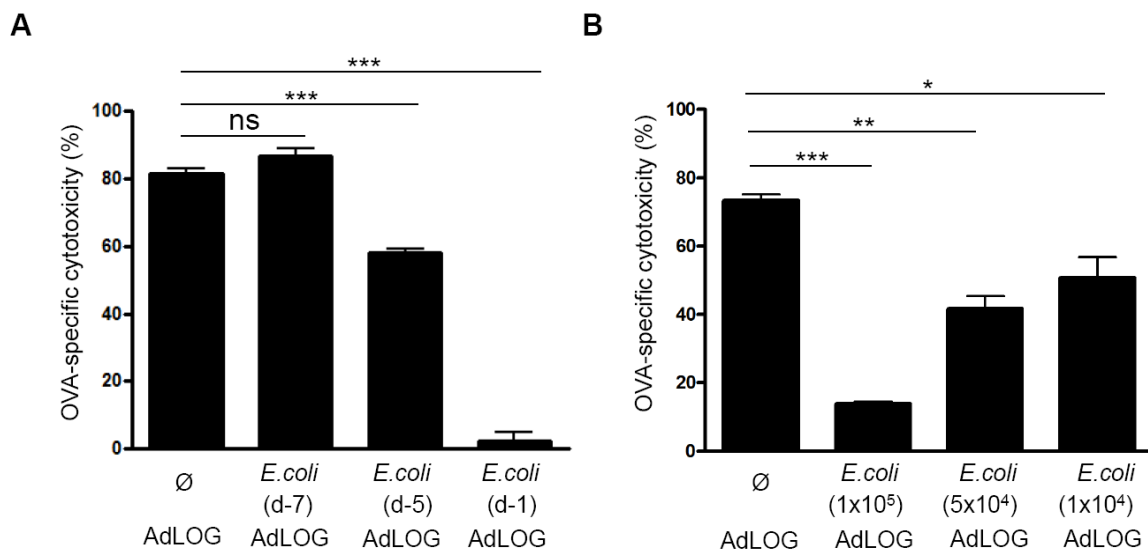 A
***
***
ns
OVA-specific cytotoxicity (%)
100
80
60
40
20
0
Ø
AdLOG
E.coli
(d-7)
AdLOG
E.coli
(d-5)
AdLOG
E.coli
(d-1)
AdLOG
B
*
**
***
OVA-specific cytotoxicity (%)
100
80
60
40
20
0
Ø
AdLOG
E.coli
(1x10⁵)
AdLOG
E.coli
(5x10⁴)
AdLOG
E.coli
(1x10⁴)
AdLOG